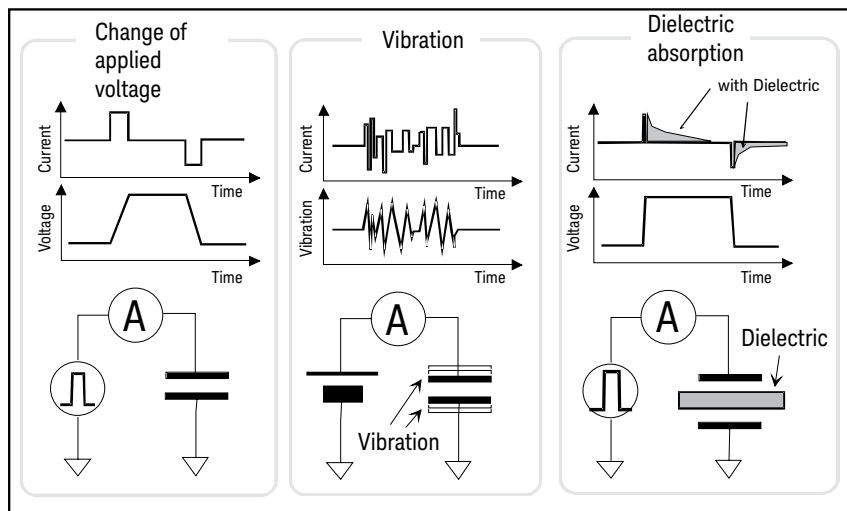 Change of
applied
voltage
Current
Time
Voltage
Time
A
Vibration
Current
Time
Vibration
Time
A
Vibration
Dielectric
absorption
with Dielectric
Current
Time
Voltage
Time
A
Dielectric